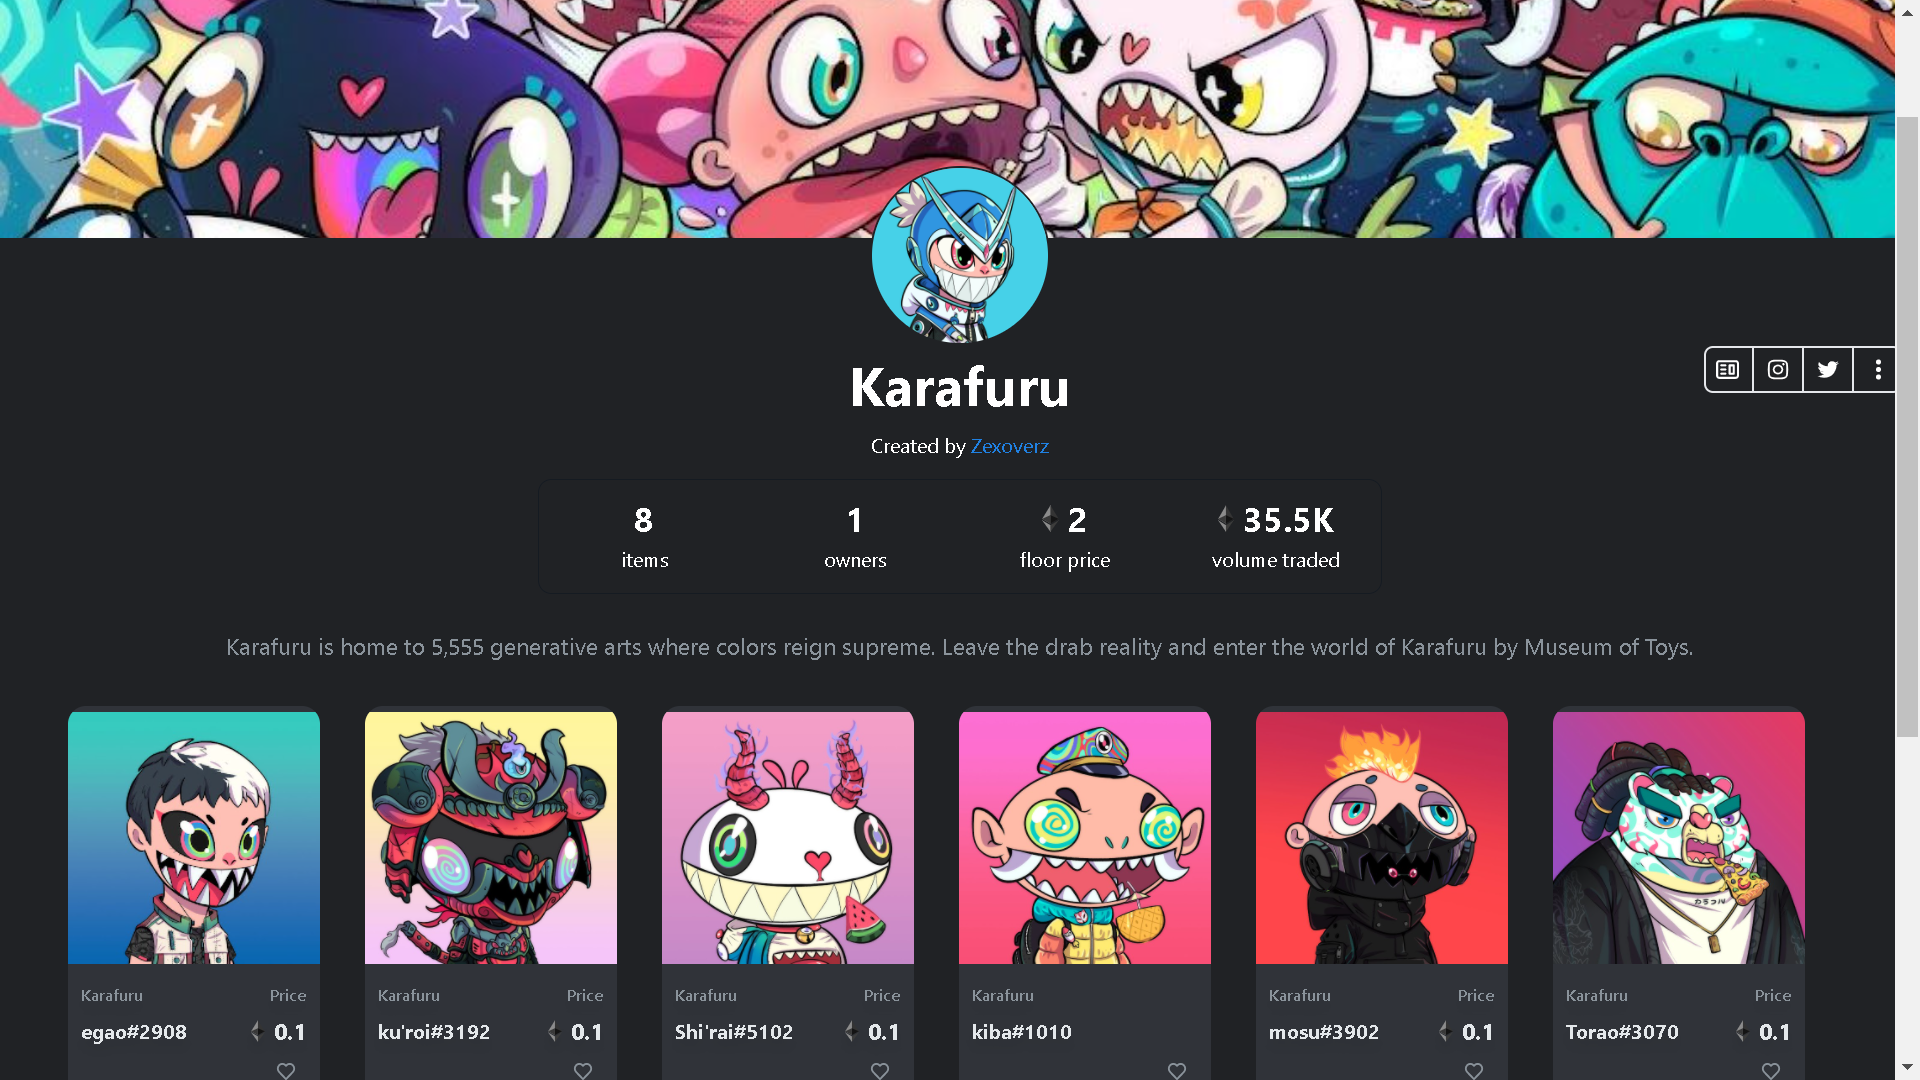 Karafuru
Created by Zexoverz
8
items
1
owners
2
floor price
35.5K
volume traded
Karafuru is home to 5,555 generative arts where colors reign supreme. Leave the drab reality and enter the world of Karafuru by Museum of Toys.
カラフル
Karafuru Price
egao#2908 0.1
Karafuru Price
ku'roi#3192 0.1
Karafuru Price
Shi'rai#5102 0.1
Karafuru
kiba#1010
Karafuru Price
mosu#3902 0.1
Karafuru Price
Torao#3070 0.1